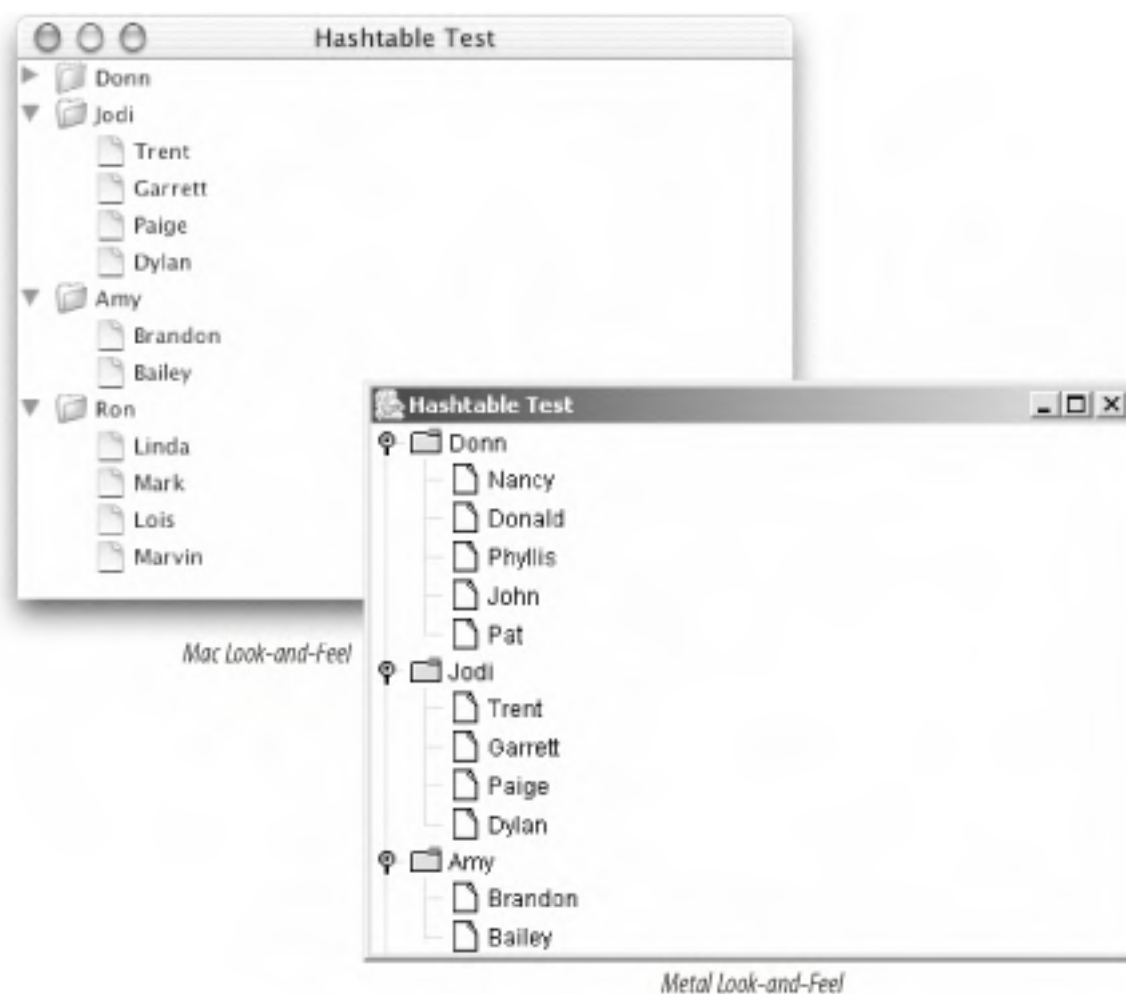 Hashtable Test
Donn
Jodi
Trent
Garrett
Paige
Dylan
Amy
Brandon
Bailey
Ron
Linda
Mark
Lois
Marvin
Mac Look-and-Feel
Hashtable Test
Donn
Nancy
Donald
Phyllis
John
Pat
Jodi
Trent
Garrett
Paige
Dylan
Amy
Brandon
Bailey
Metal Look-and-Feel